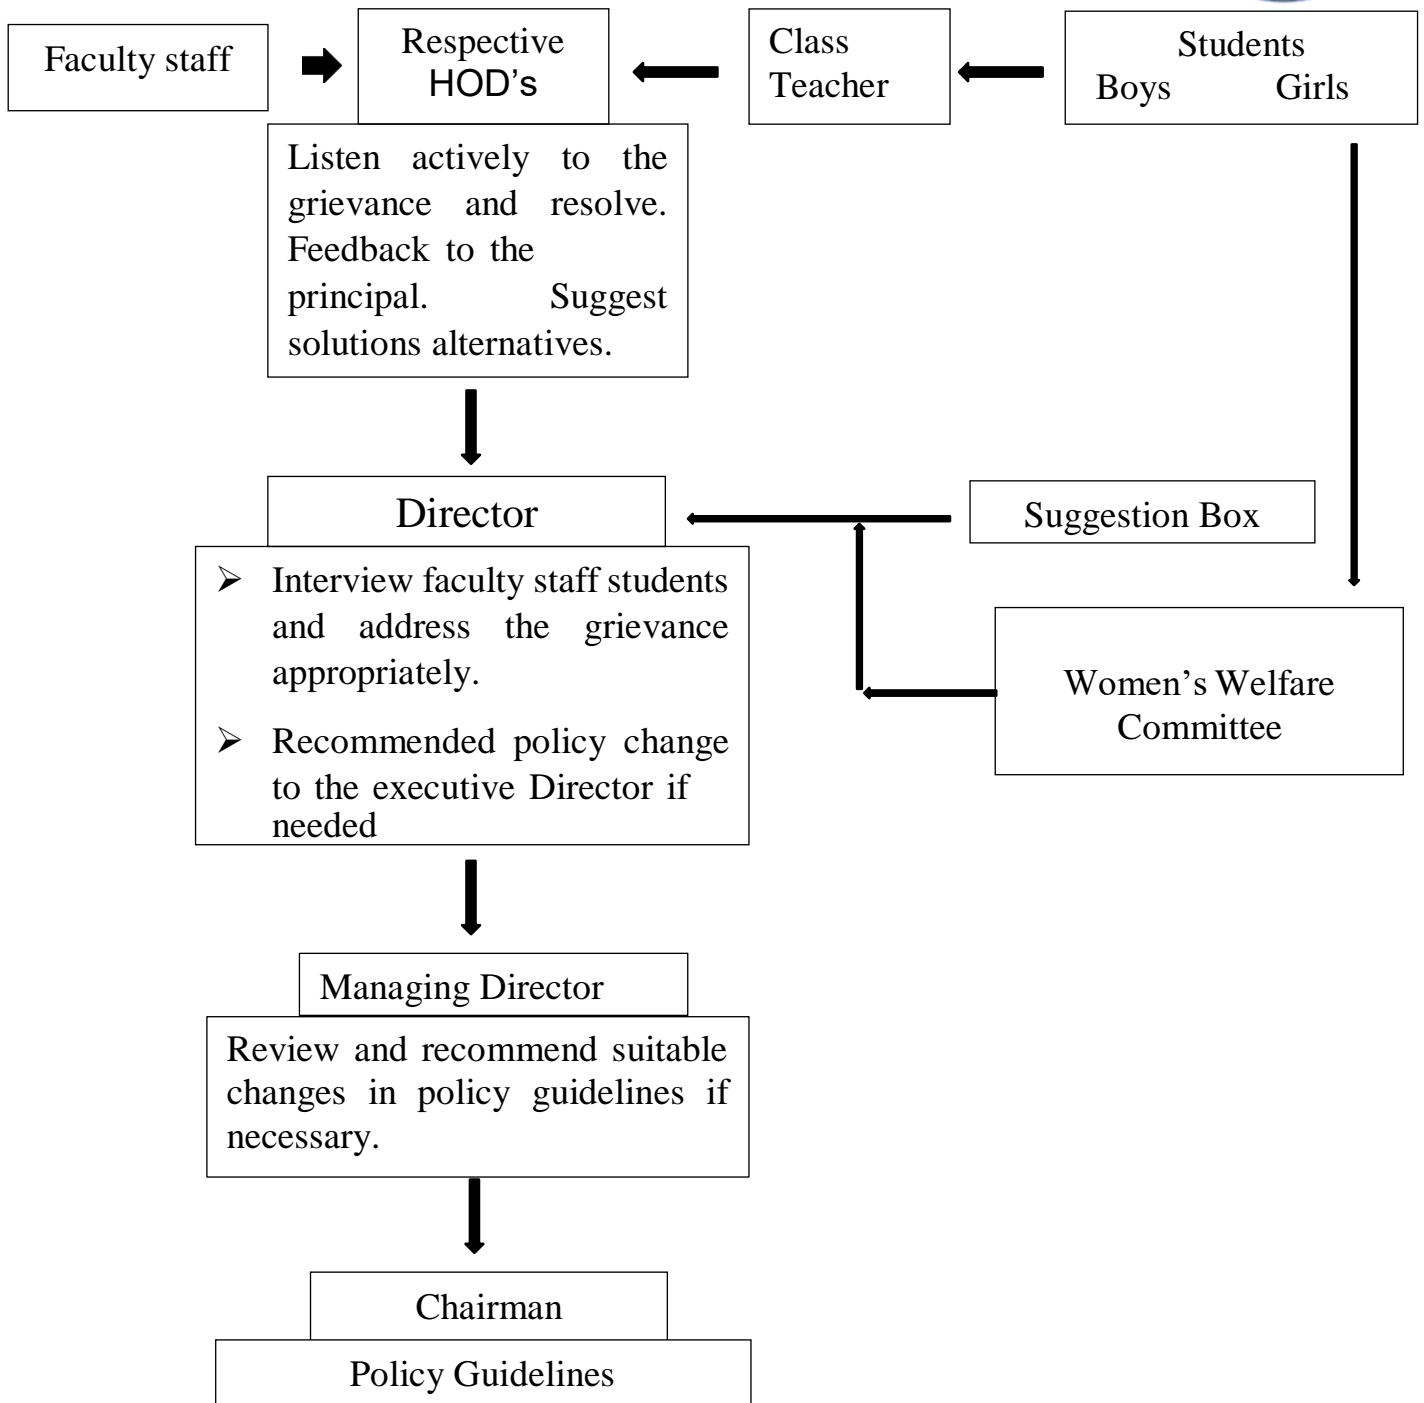 Faculty staff
Respective
HOD's
Class
Teacher
Students
Boys Girls
Listen actively to the
grievance and resolve.
Feedback to the
principal. Suggest
solutions alternatives.
Director
Suggestion Box
➢ Interview faculty staff students
and address the grievance
appropriately.
➢ Recommended policy change
to the executive Director if
needed
Women’s Welfare
Committee
Managing Director
Review and recommend suitable
changes in policy guidelines if
necessary.
Chairman
Policy Guidelines